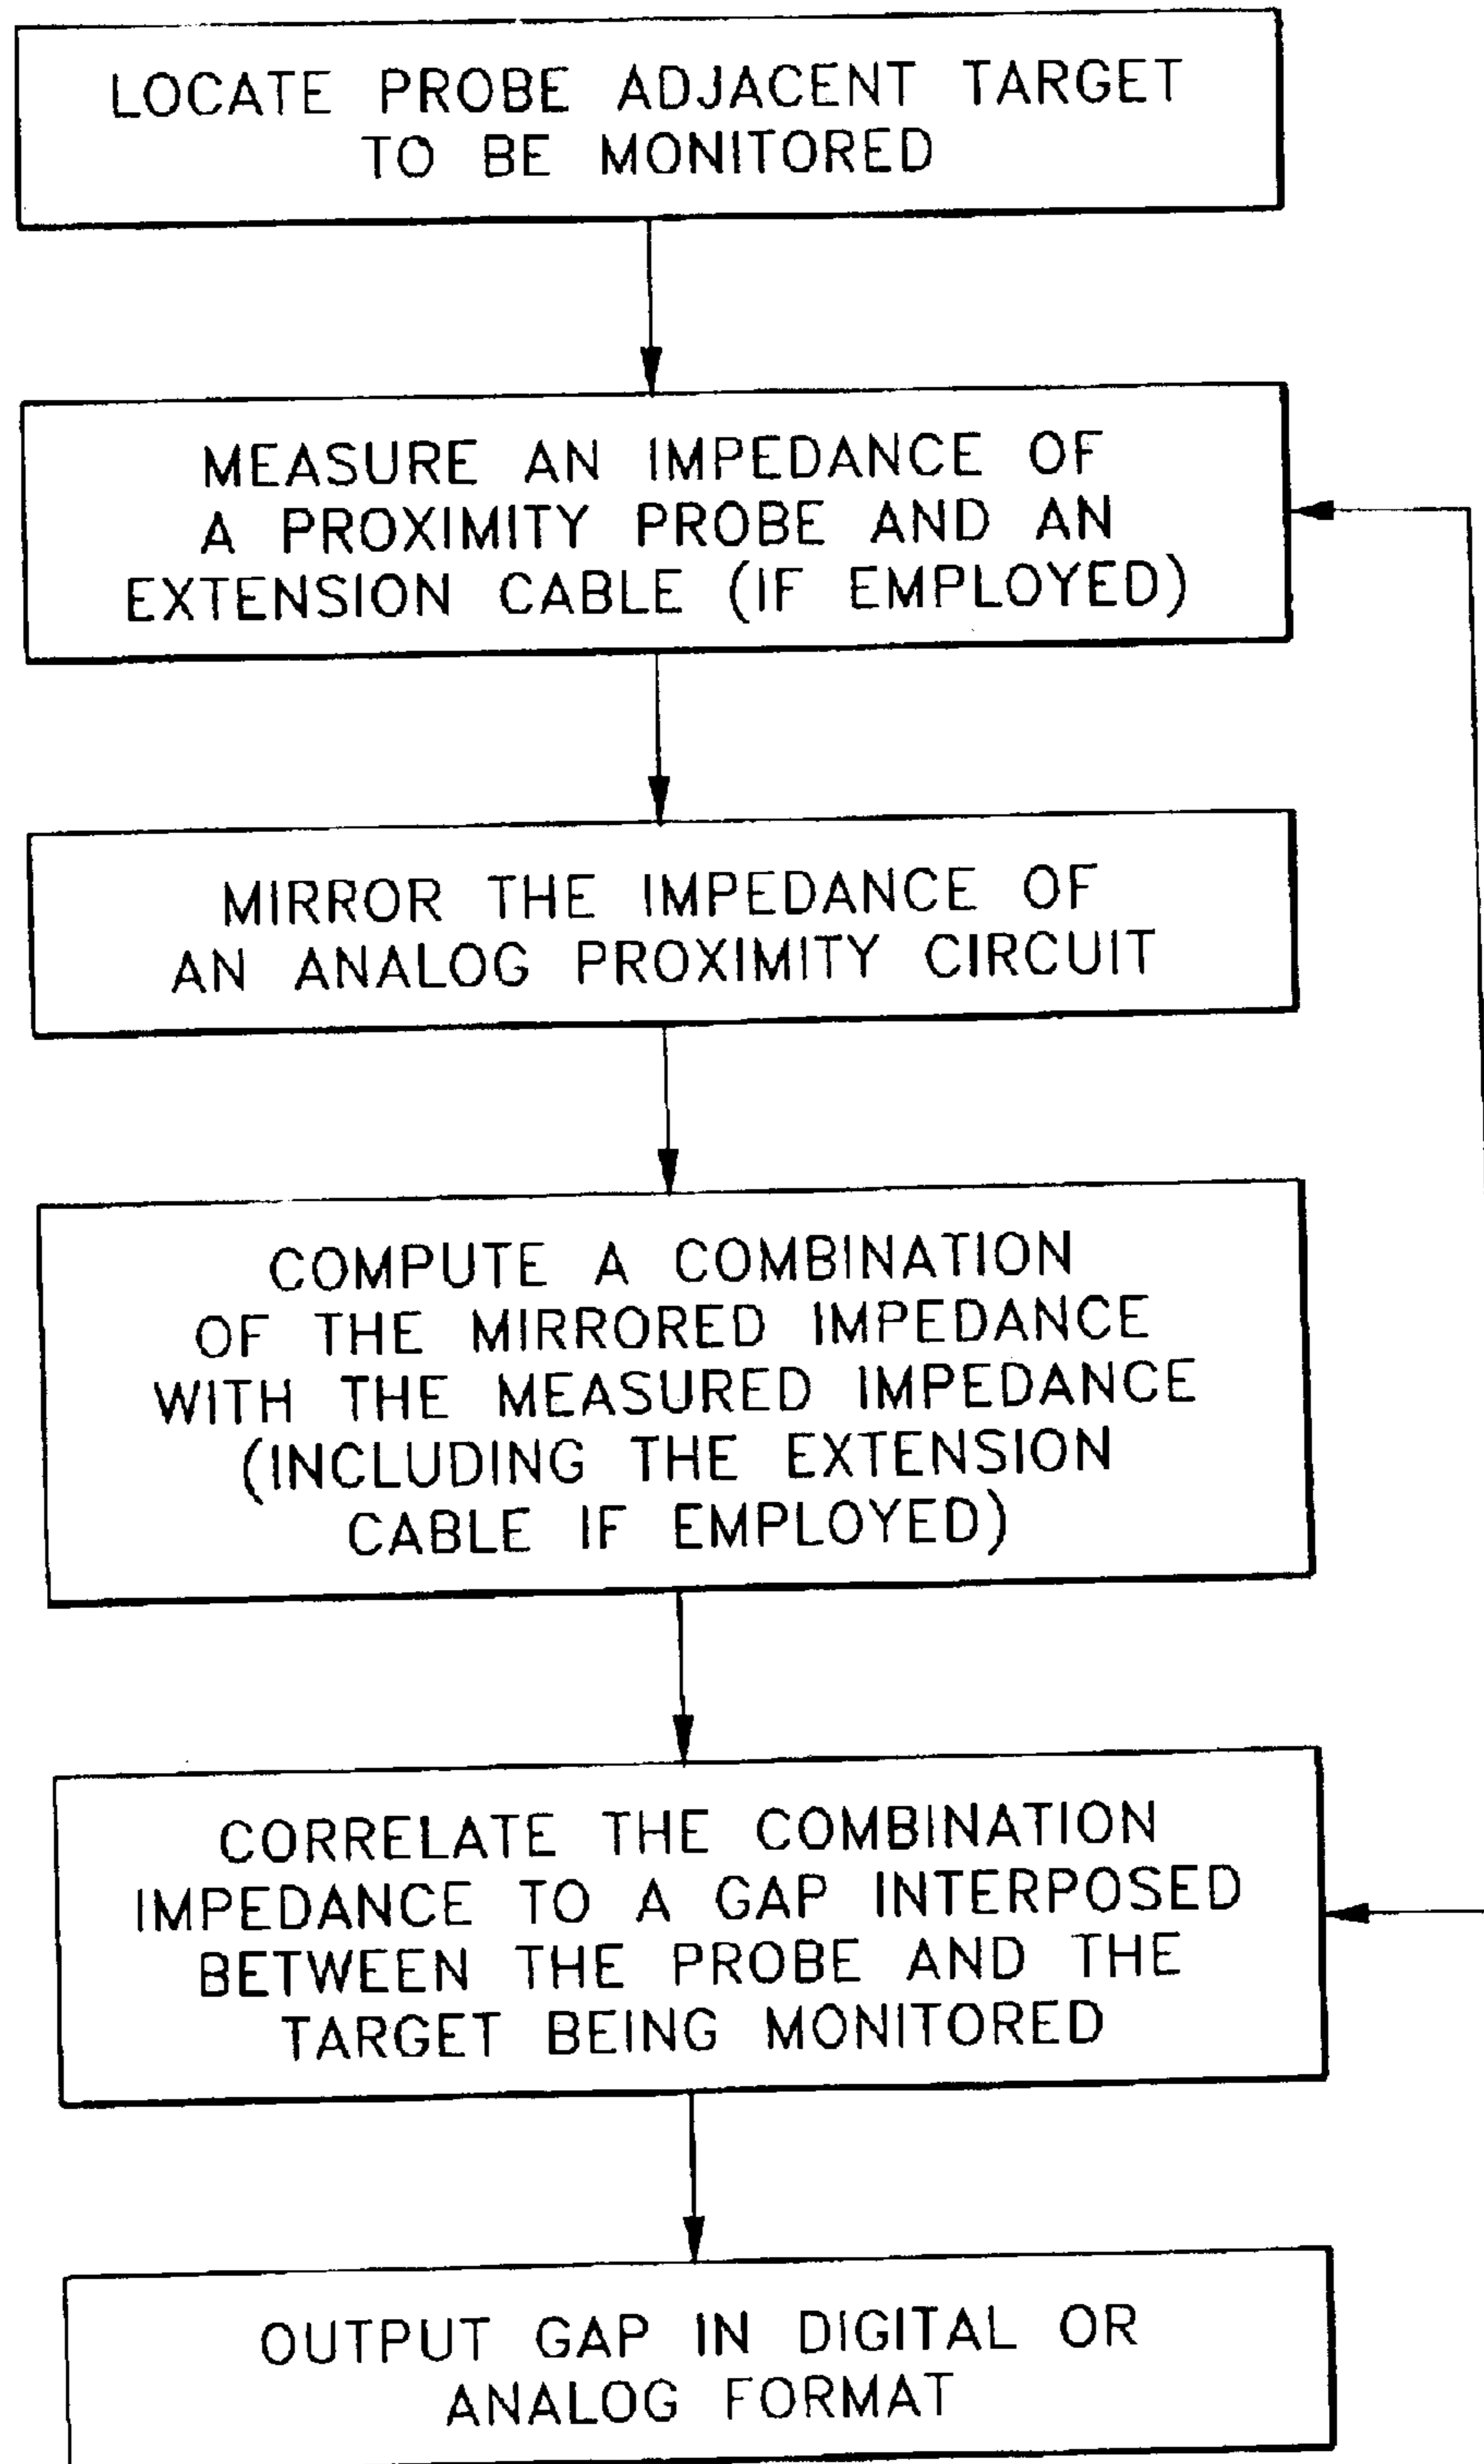 LOCATE PROBE ADJACENT TARGET
TO BE MONITORED
MEASURE AN IMPEDANCE OF
A PROXIMITY PROBE AND AN
EXTENSION CABLE (IF EMPLOYED)
MIRROR THE IMPEDANCE OF
AN ANALOG PROXIMITY CIRCUIT
COMPUTE A COMBINATION
OF THE MIRRORED IMPEDANCE
WITH THE MEASURED IMPEDANCE
(INCLUDING THE EXTENSION
CABLE IF EMPLOYED)
CORRELATE THE COMBINATION
IMPEDANCE TO A GAP INTERPOSED
BETWEEN THE PROBE AND THE
TARGET BEING MONITORED
OUTPUT GAP IN DIGITAL OR
ANALOG FORMAT